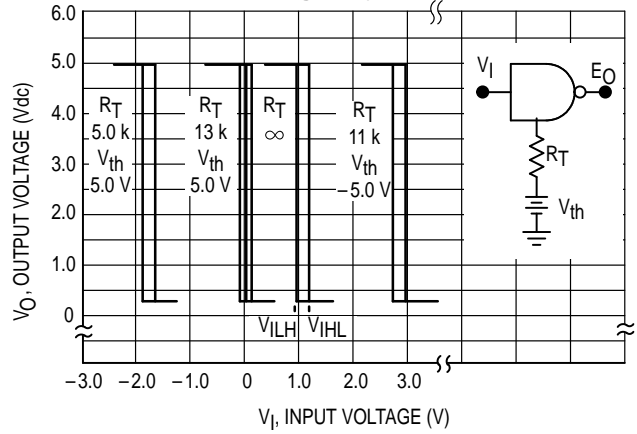 6.0
5.0
4.0
3.0
2.0
1.0
0
V_O, OUTPUT VOLTAGE (Vdc)
R_T
5.0 k
V_th
5.0 V
R_T
13 k
V_th
5.0 V
R_T
∞
R_T
11 k
V_th
–5.0 V
V_I
E_O
R_T
V_th
V_ILH
V_IHL
–3.0 –2.0 –1.0 0 1.0 2.0 3.0
V_I, INPUT VOLTAGE (V)